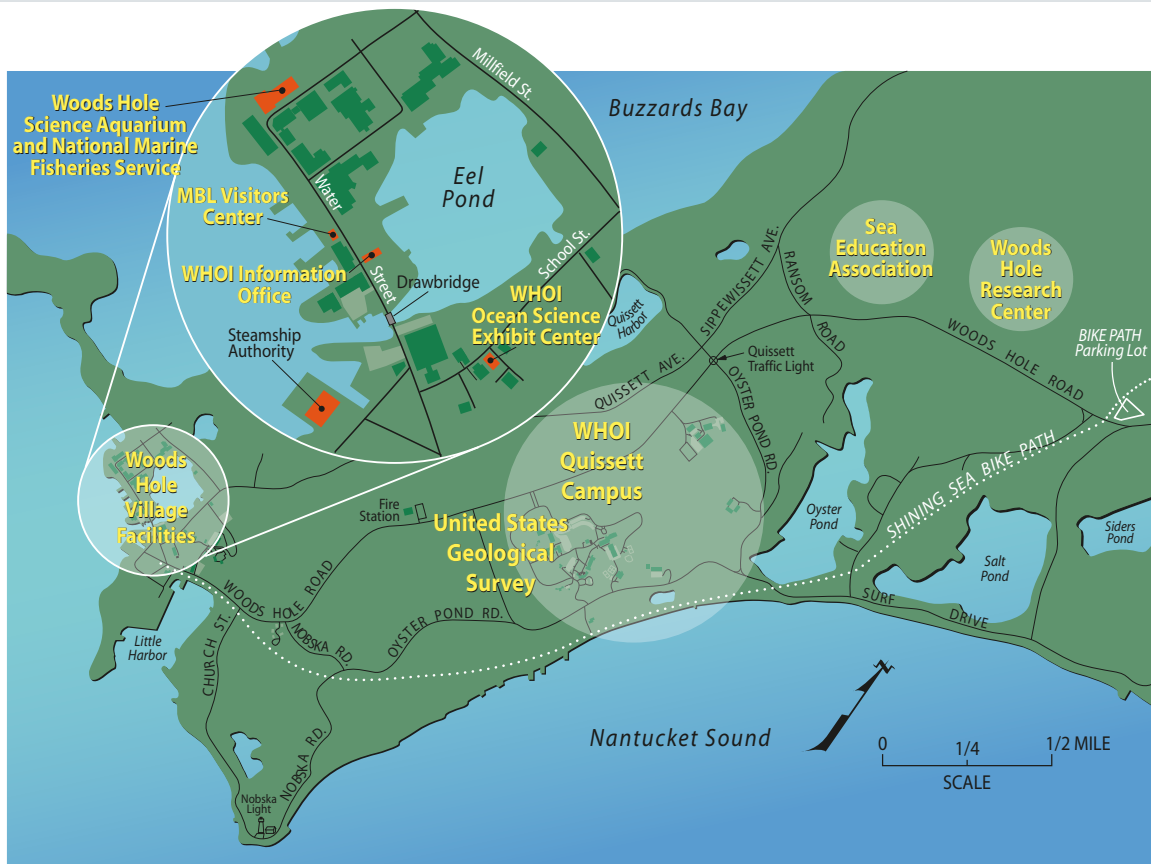 Millfield St.
Buzzards Bay
Woods Hole
Science Aquarium
and National Marine
Fisheries Service
Eel
Pond
Water
Street
MBL Visitors
Center
WHOI Information
Office
School St.
Drawbridge
WHOI
Ocean Science
Exhibit Center
Steamship
Authority
Quissett
Harbor
SIPPEWISSETT AVE.
RANSOM
ROAD
Sea
Education
Association
Woods
Hole
Research
Center
WOODS HOLE ROAD
BIKE PATH
Parking Lot
QUISSETT AVE.
Quissett
Traffic Light
OYSTER POND RD.
WHOI
Quissett
Campus
SHINING SEA BIKE PATH
Woods
Hole
Village
Facilities
Fire
Station
United States
Geological
Survey
Oyster
Pond
Salt
Pond
Siders
Pond
WOODS HOLE ROAD
NOBSKA RD.
OYSTER POND RD.
SURF DRIVE
Little
Harbor
CHURCH ST.
NOBSKA RD.
Nobska
Light
Nantucket Sound
N
0 1/4 1/2 MILE
SCALE